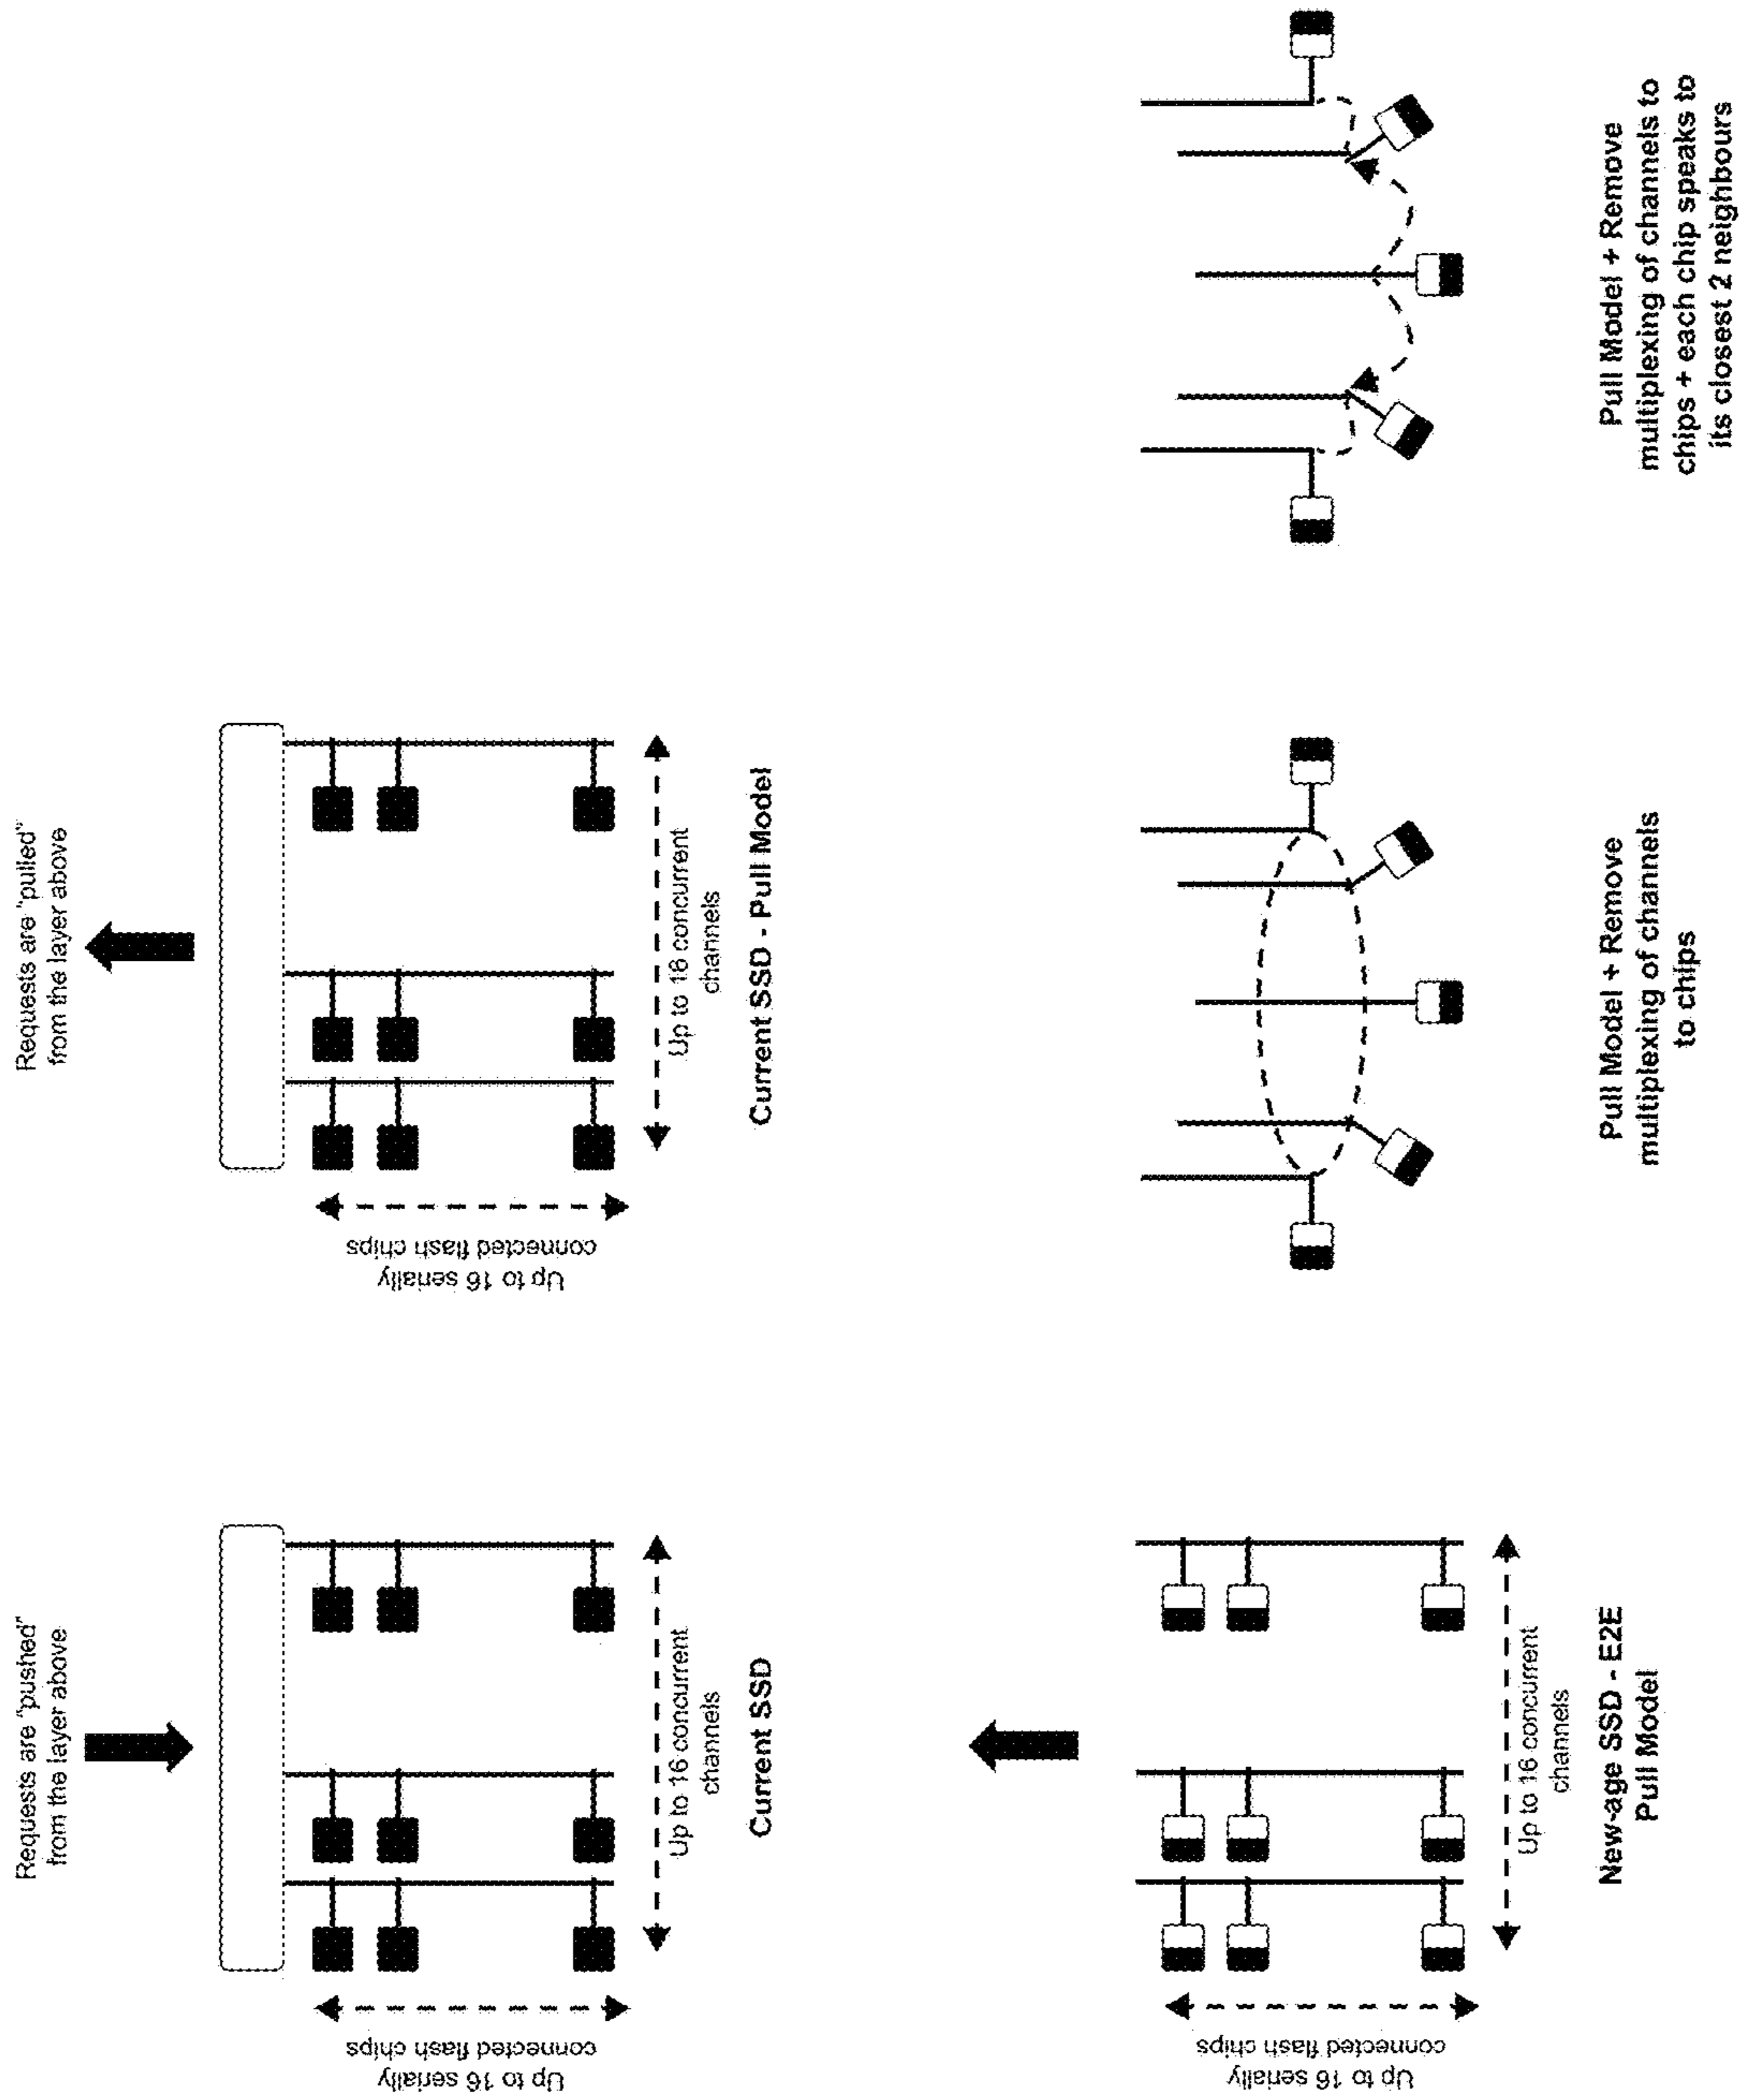 Requests are "pushed"
from the layer above
Up to 16 serially
connected flash chips
Up to 16 concurrent
channels
Current SSD
Requests are "pulled"
from the layer above
Up to 16 serially
connected flash chips
Up to 16 concurrent
channels
Current SSD - Pull Model
Up to 16 serially
connected flash chips
Up to 16 concurrent
channels
New-age SSD - E2E
Pull Model
Pull Model + Remove
multiplexing of channels
to chips
Pull Model + Remove
multiplexing of channels to
chips + each chip speaks to
its closest 2 neighbours